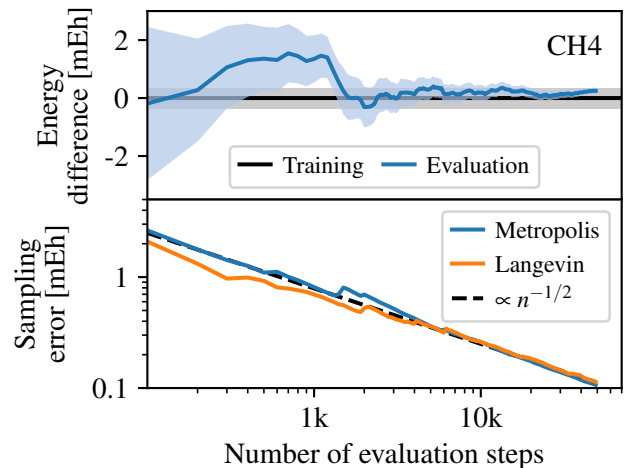 CH4
Energy
difference [mEh]
2
0
-2
Training
Evaluation
Sampling
error [mEh]
1
0.1
Metropolis
Langevin
∝ n^{-1/2}
1k
10k
Number of evaluation steps